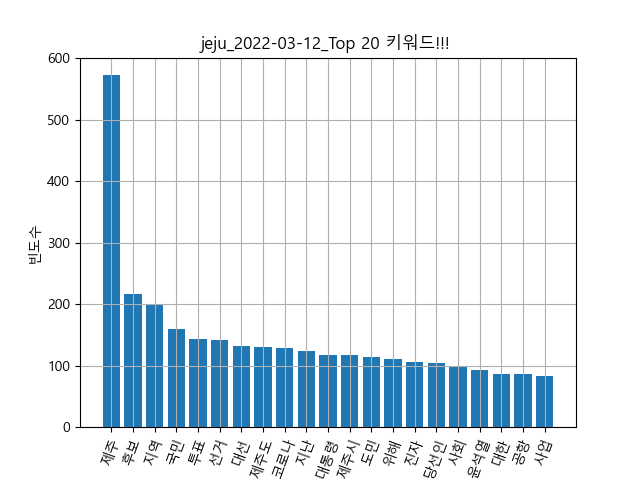 jeju_2022-03-12_Top 20 키워드!!!
빈도수
600
500
400
300
200
100
0
제주
후보
지역
국민
투표
선거
대선
제주도
코로나
지난
대통령
제주시
도민
위해
진자
당선인
사회
윤석열
대한
공항
사업